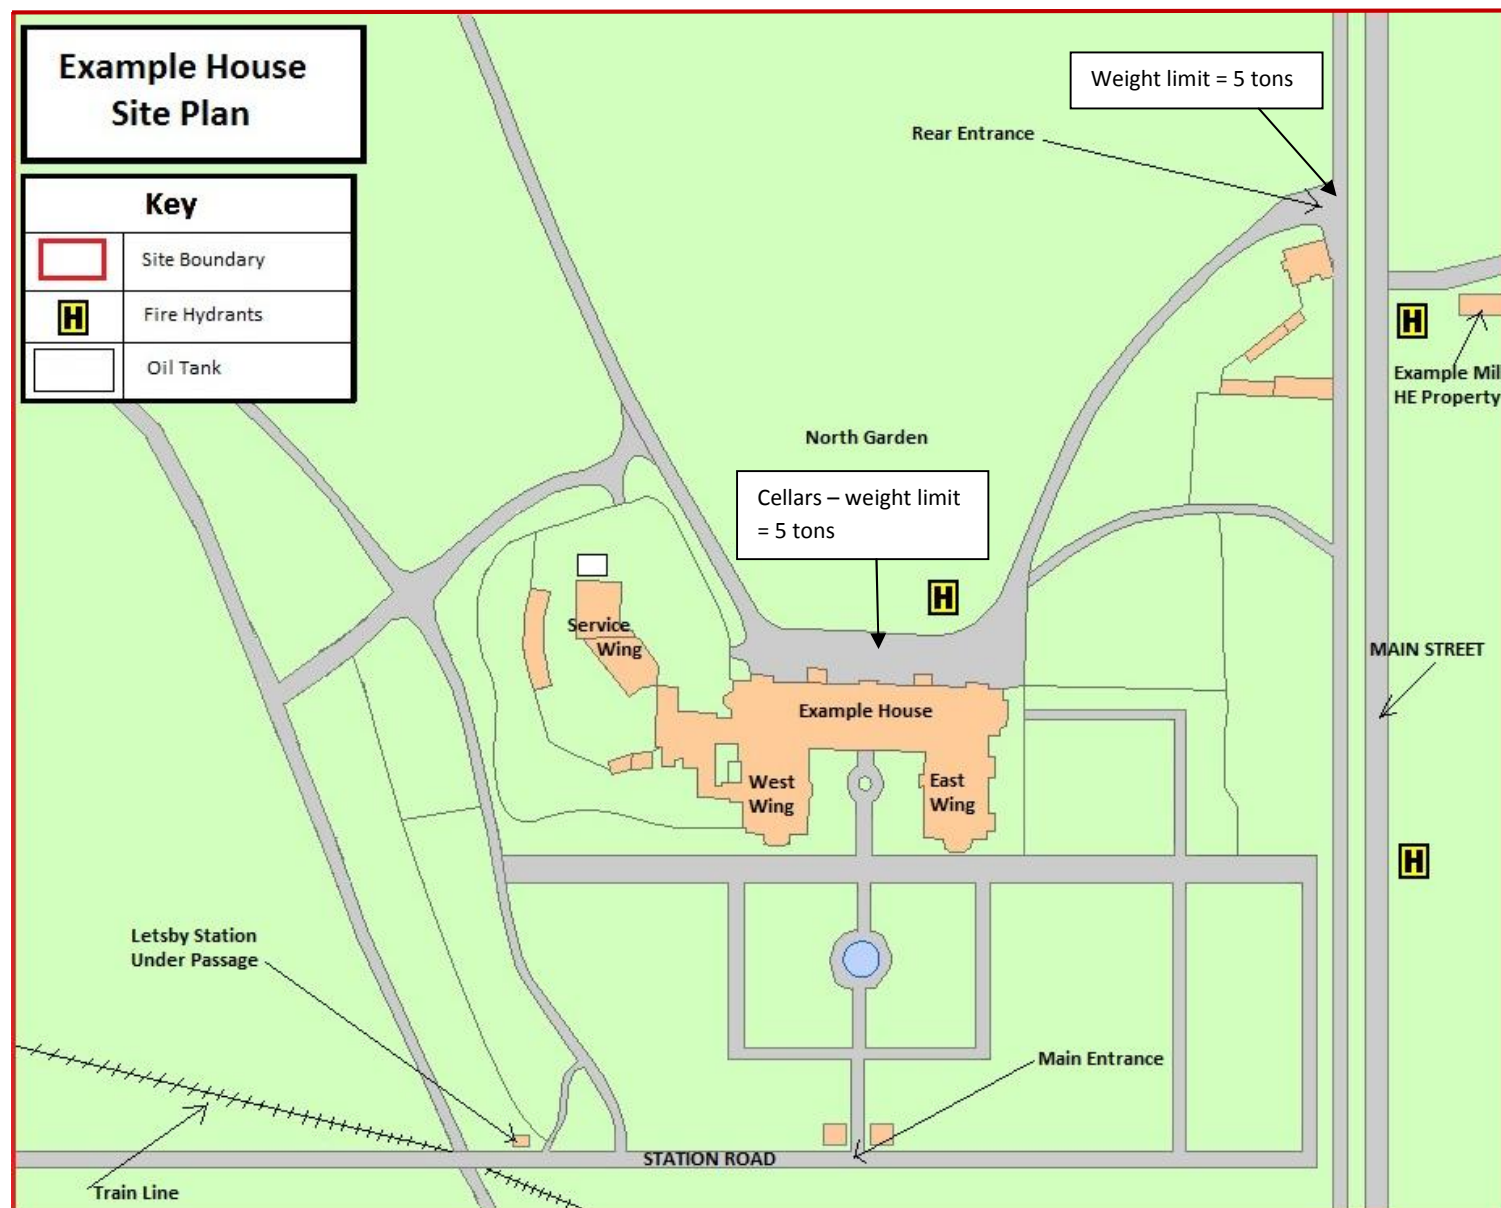 Example House
Site Plan
Key
Site Boundary
H
Fire Hydrants
Oil Tank
Weight limit = 5 tons
Rear Entrance
H
Example Mil
HE Property
North Garden
Cellars – weight limit
= 5 tons
H
Service
Wing
MAIN STREET
Example House
West
Wing
East
Wing
H
Letsby Station
Under Passage
Main Entrance
STATION ROAD
Train Line